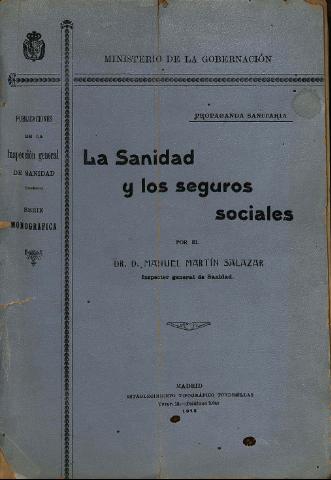 MINISTERIO DE LA GOBERNACIÓN
PROPAGANDA SANITARIA
PUBLICACIONES
DE LA
Inspección general
DE SANIDAD
SERIE
MONOGRÁFICA
La Sanidad
y los seguros
sociales
POR EL
DR. D. MANUEL MARTÍN SALAZAR
Inspector general de Sanidad.
MADRID
ESTABLECIMIENTO TIPOGRÁFICO